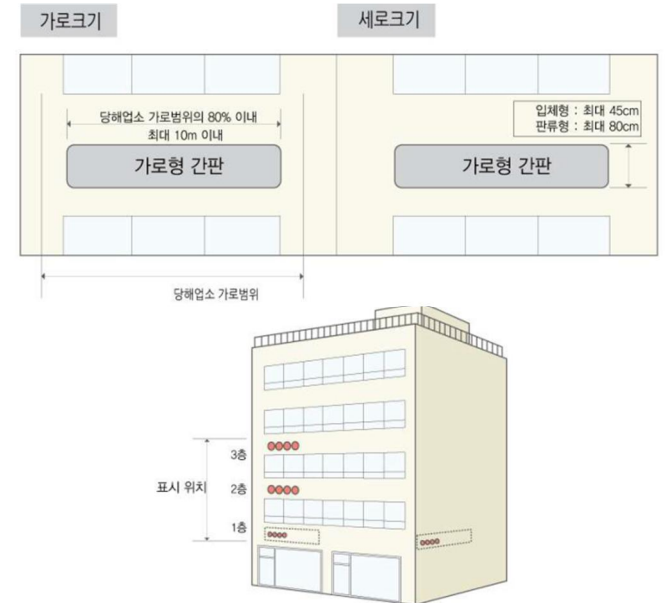 가로크기
세로크기
당해업소 가로범위의 80% 이내
최대 10m 이내
가로형 간판
입체형 : 최대 45cm
판류형 : 최대 80cm
가로형 간판
당해업소 가로범위
3층
표시 위치
2층
1층